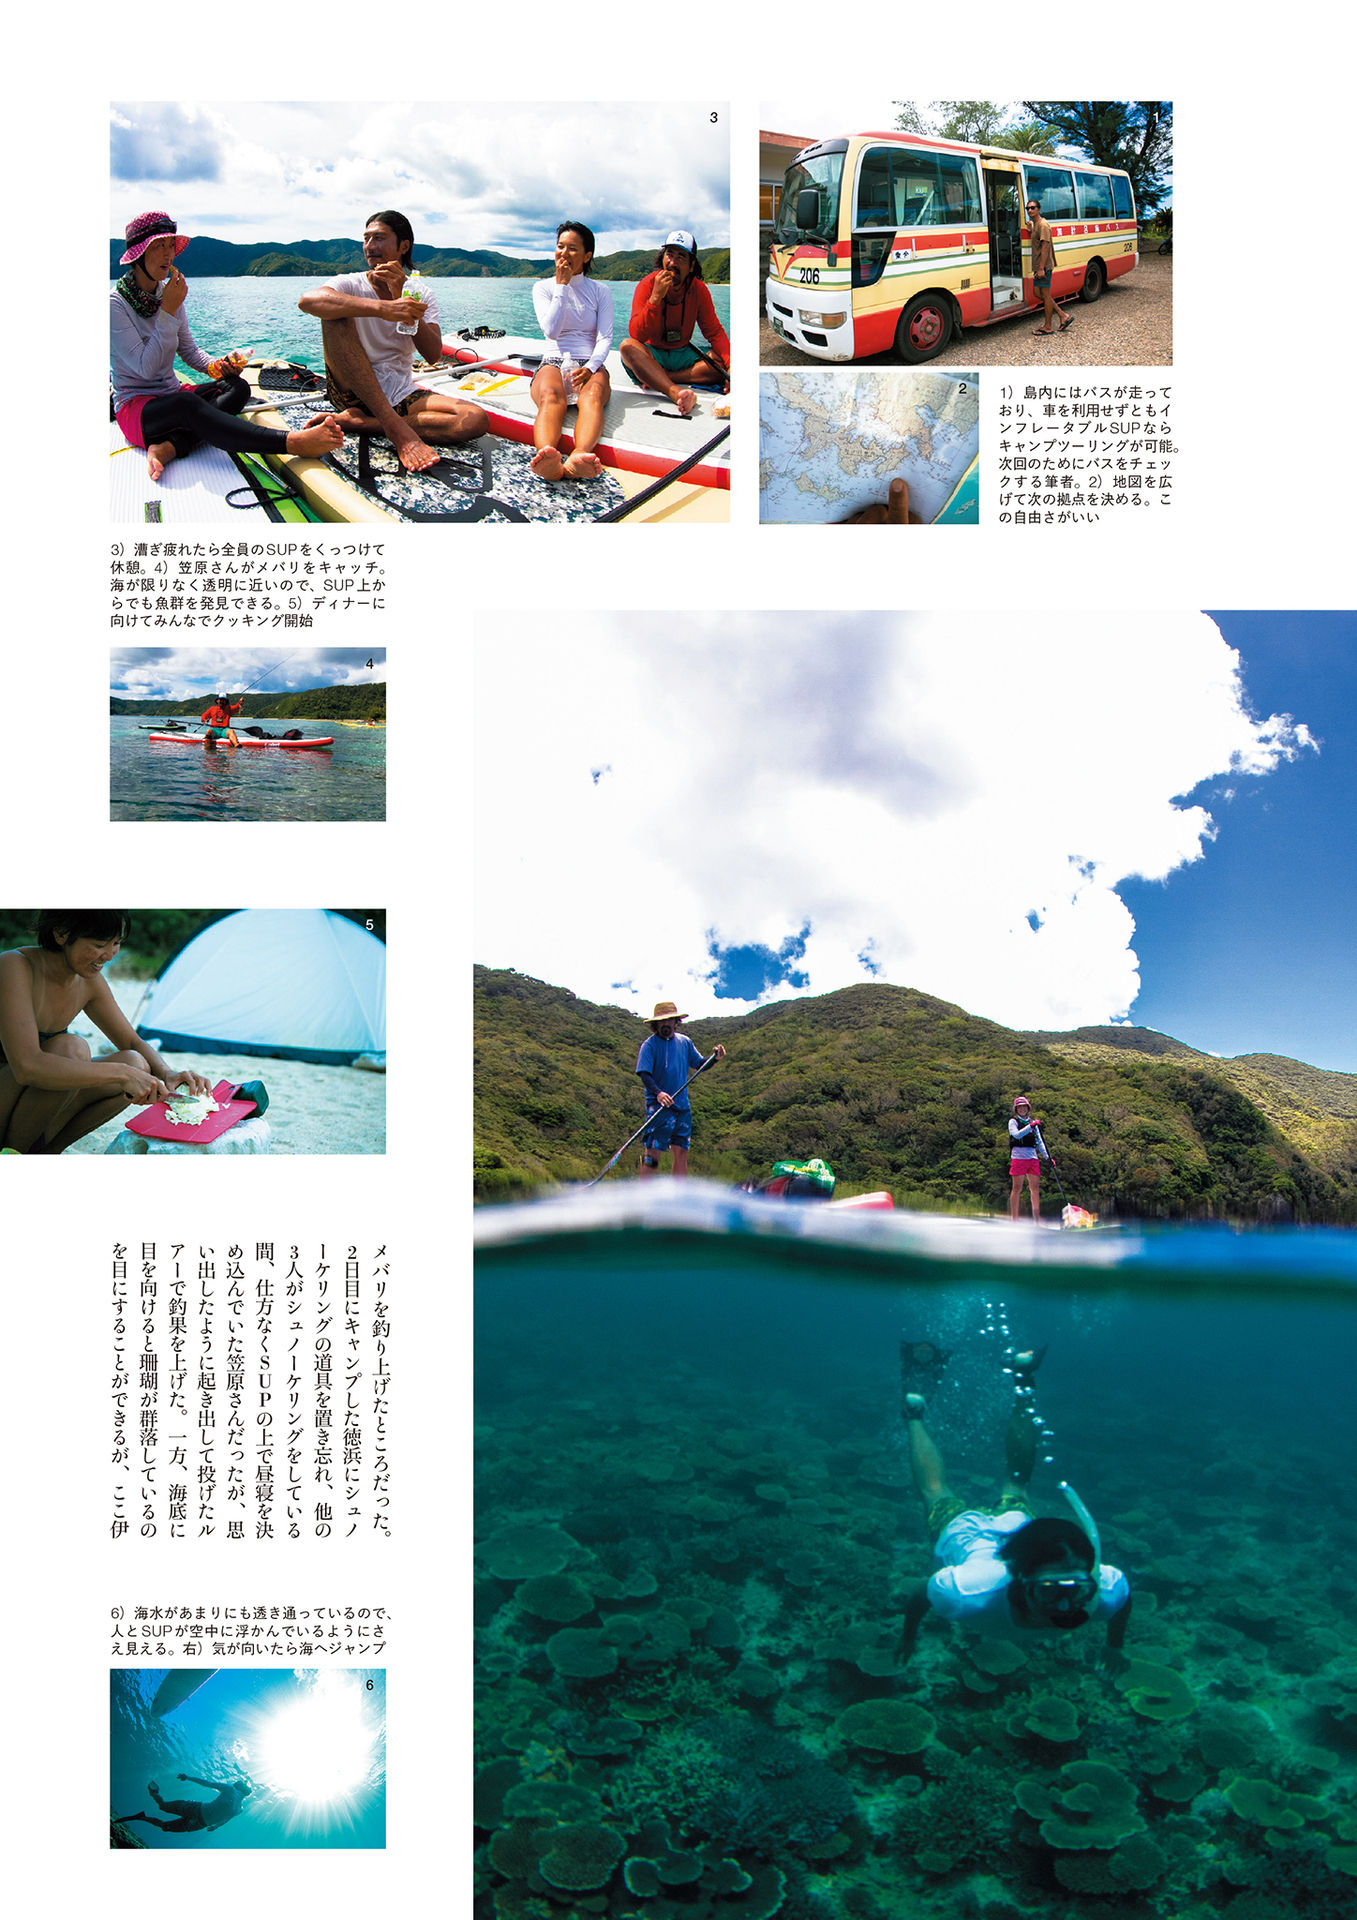 3
1
206
206
2
1）島内にはバスが走って
おり、車を利用せずともイ
ンフレータブルSUPなら
キャンプツーリングが可能。
次回のためにバスをチェッ
クする筆者。2）地図を広
げて次の拠点を決める。こ
の自由さがいい
3）漕ぎ疲れたら全員のSUPをくっつけて
休憩。4）笠原さんがメバリをキャッチ。
海が限りなく透明に近いので、SUP上か
らでも魚群を発見できる。5）ディナーに
向けてみんなでクッキング開始
4
5
メバリを釣り上げたところだった。
2日目にキャンプした徳浜にシュノ
ーケリングの道具を置き忘れ、他の
3人がシュノーケリングをしている
間、仕方なくSUPの上で昼寝を決
め込んでいた笠原さんだったが、思
い出したように起き出して投げたル
アーで釣果を上げた。一方、海底に
目を向けると珊瑚が群落しているの
を目にすることができるが、ここ伊
6）海水があまりにも透き通っているので、
人とSUPが空中に浮かんでいるようにさ
え見える。右）気が向いたら海へジャンプ
6